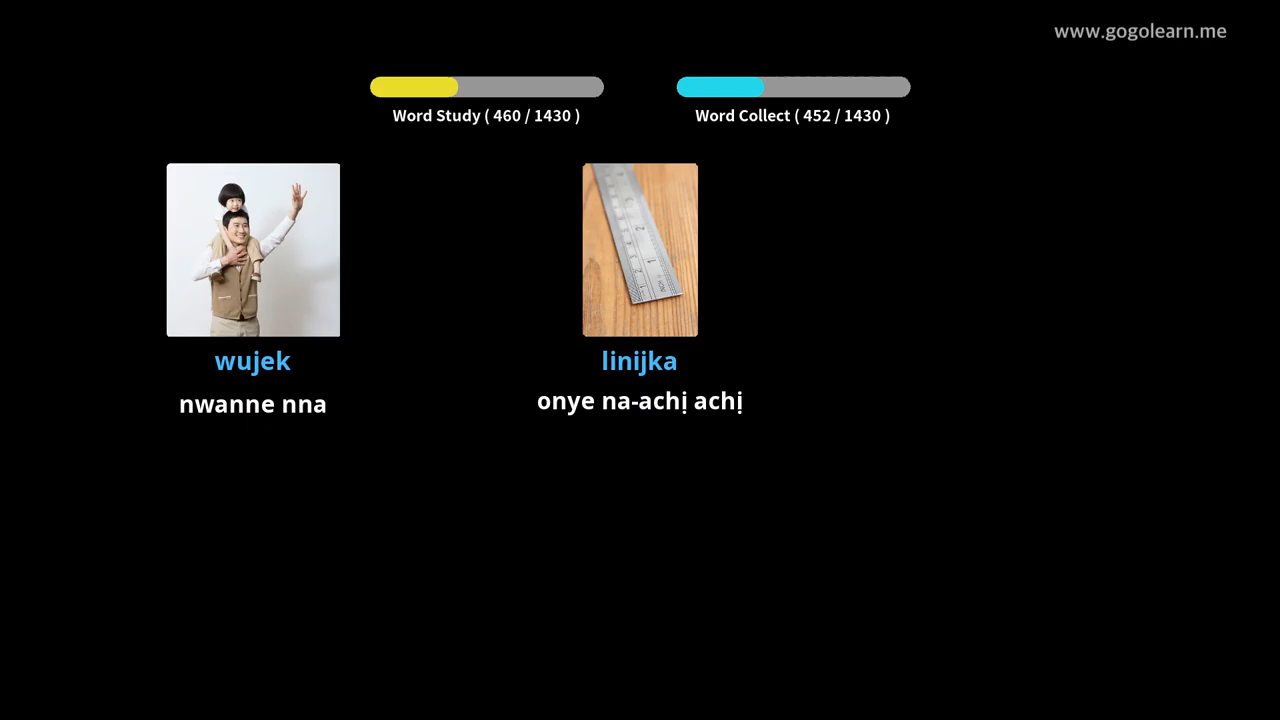 www.gogolearn.me
Word Study ( 460 / 1430 )
Word Collect ( 452 / 1430 )
wujek
linijka
nwanne nna
onye na-achị achị